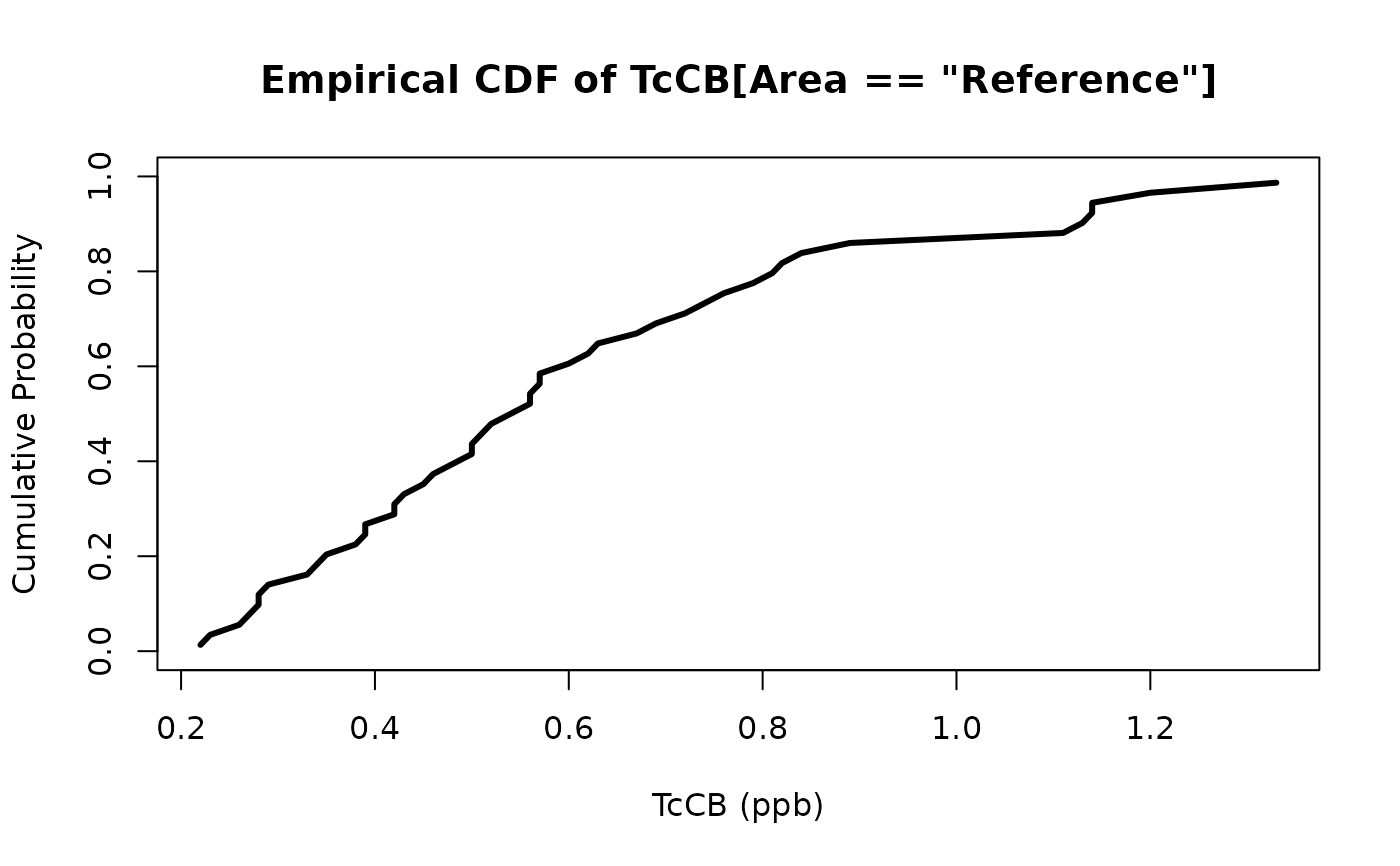 Empirical CDF of TcCB[Area == "Reference"]
Cumulative Probability
1.0
0.8
0.6
0.4
0.2
0.0
0.2 0.4 0.6 0.8 1.0 1.2
TcCB (ppb)